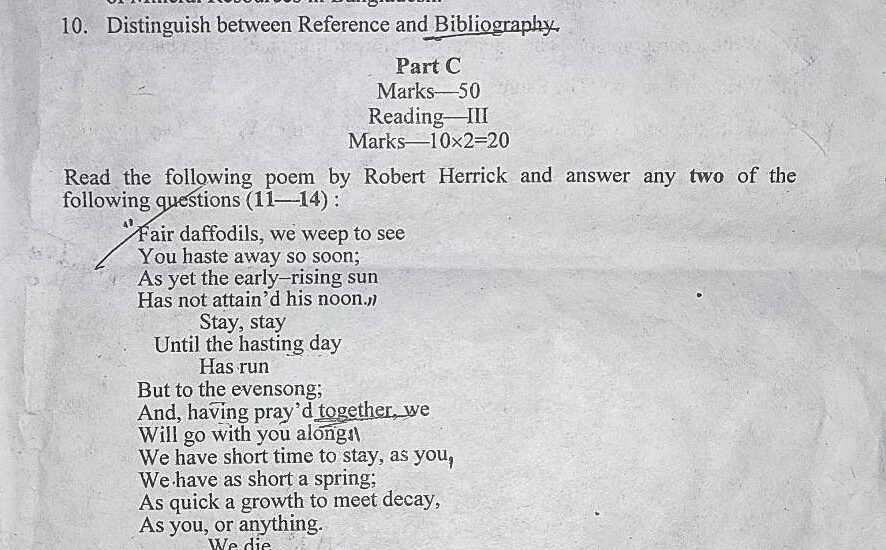 of Mineral Resources in Bangladesh.
10. Distinguish between Reference and Bibliography.
Part C
Marks—50
Reading—III
Marks—10×2=20
Read the following poem by Robert Herrick and answer any two of the
following questions (11—14) :
Fair daffodils, we weep to see
You haste away so soon;
As yet the early–rising sun
Has not attain’d his noon.
Stay, stay
Until the hasting day
Has run
But to the evensong;
And, having pray’d together, we
Will go with you along.
We have short time to stay, as you,
We have as short a spring;
As quick a growth to meet decay,
As you, or anything.
We die